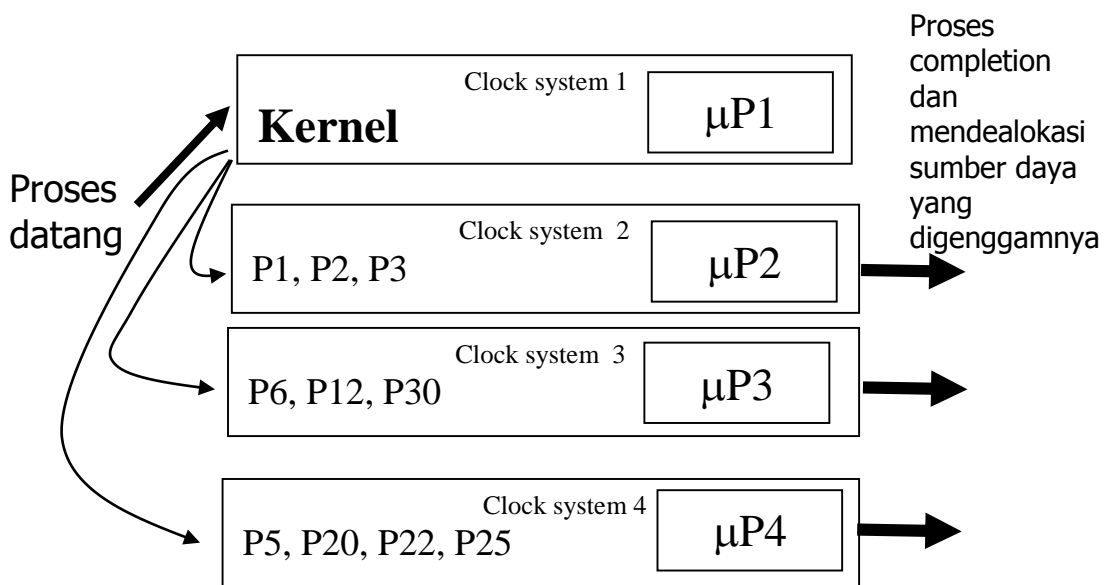 Proses
completion
dan
mendealokasi
sumber daya
yang
digenggamnya
Clock system 1
Kernel
μP1
Proses
datang
Clock system 2
P1, P2, P3
μP2
Clock system 3
P6, P12, P30
μP3
Clock system 4
P5, P20, P22, P25
μP4